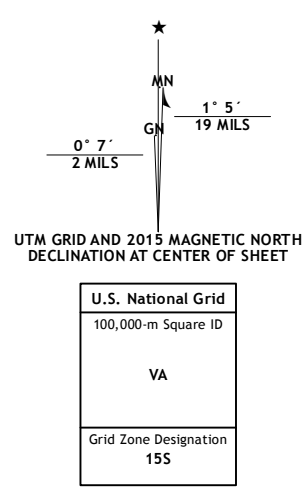 MN
1° 5´
19 MILS
GN
0° 7´
2 MILS
UTM GRID AND 2015 MAGNETIC NORTH
DECLINATION AT CENTER OF SHEET
U.S. National Grid
100,000-m Square ID
VA
Grid Zone Designation
15S